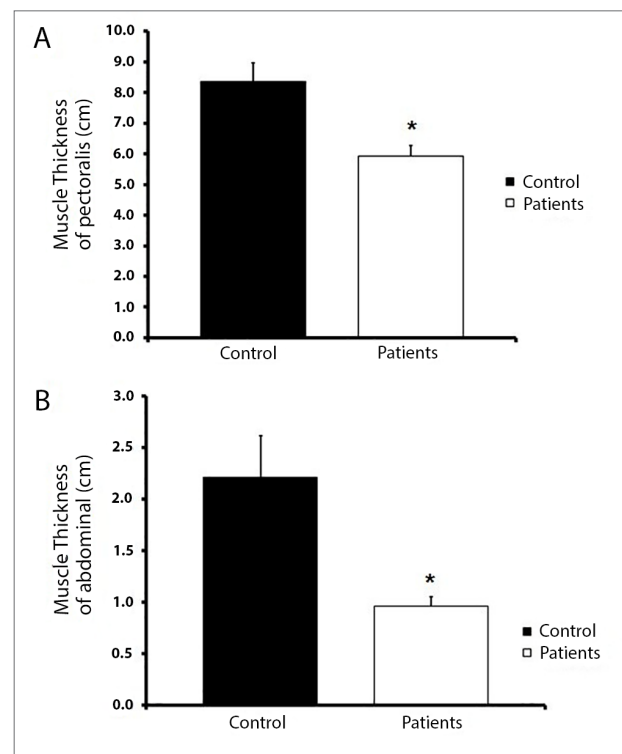 A
Muscle Thickness
of pectoralis (cm)
10.0
9.0
8.0
7.0
6.0
5.0
4.0
3.0
2.0
1.0
0.0
*
Control
Patients
Control
Patients
B
Muscle Thickness
of abdominal (cm)
3.0
2.5
2.0
1.5
1.0
0.5
0.0
*
Control
Patients
Control
Patients